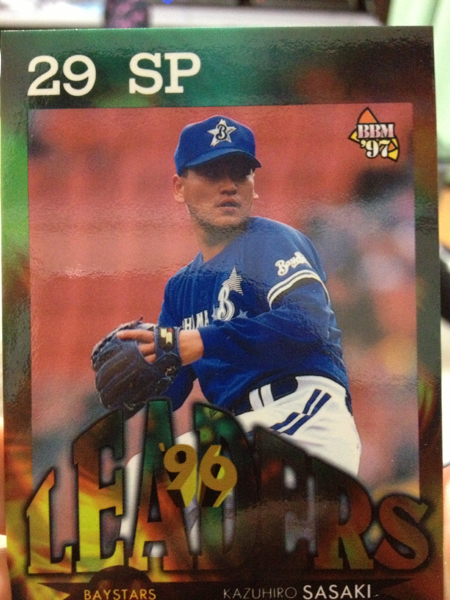 29 SP
BBM
'97
B
'96
LEADERS
BAYSTARS KAZUHIRO SASAKI